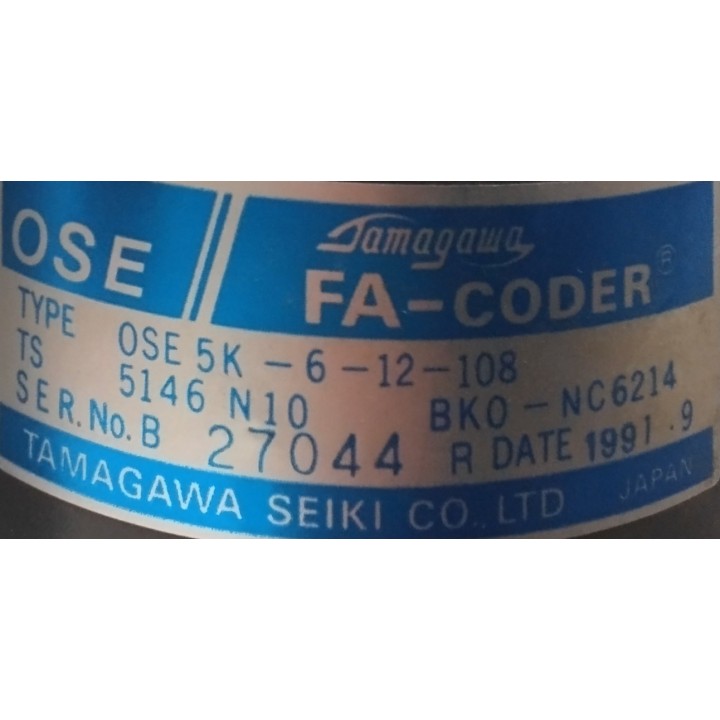 OSE
Tamagawa
FA-CODER®
TYPE OSE 5K - 6 - 12 - 108
TS 5146 N10 BKO - NC6214
SER. No. B 27044 R DATE 1991.9
TAMAGAWA SEIKI CO., LTD JAPAN